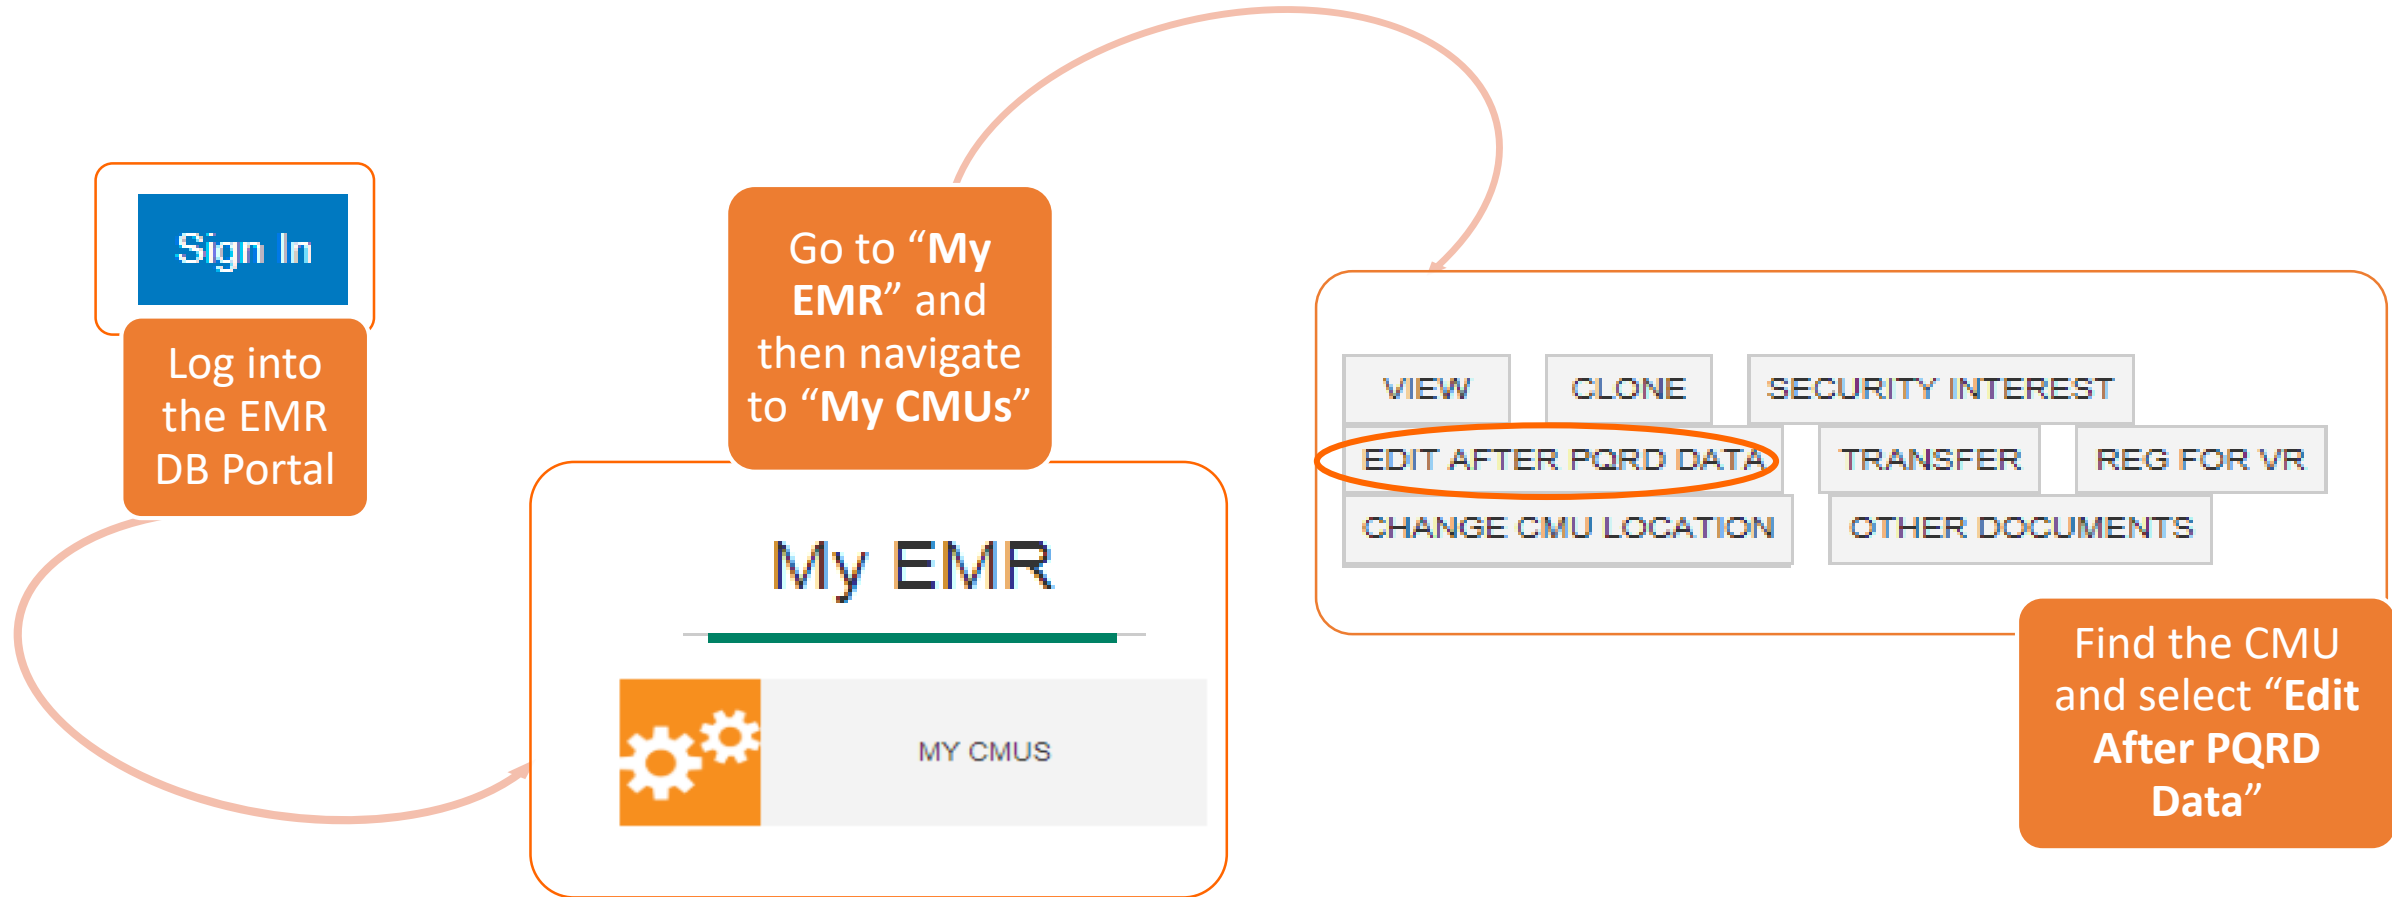 Sign In
Log into
the EMR
DB Portal
Go to “My
EMR” and
then navigate
to “My CMUs”
My EMR
MY CMUS
VIEW CLONE SECURITY INTEREST
EDIT AFTER PQRD DATA TRANSFER REG FOR VR
CHANGE CMU LOCATION OTHER DOCUMENTS
Find the CMU
and select “Edit
After PQRD
Data”